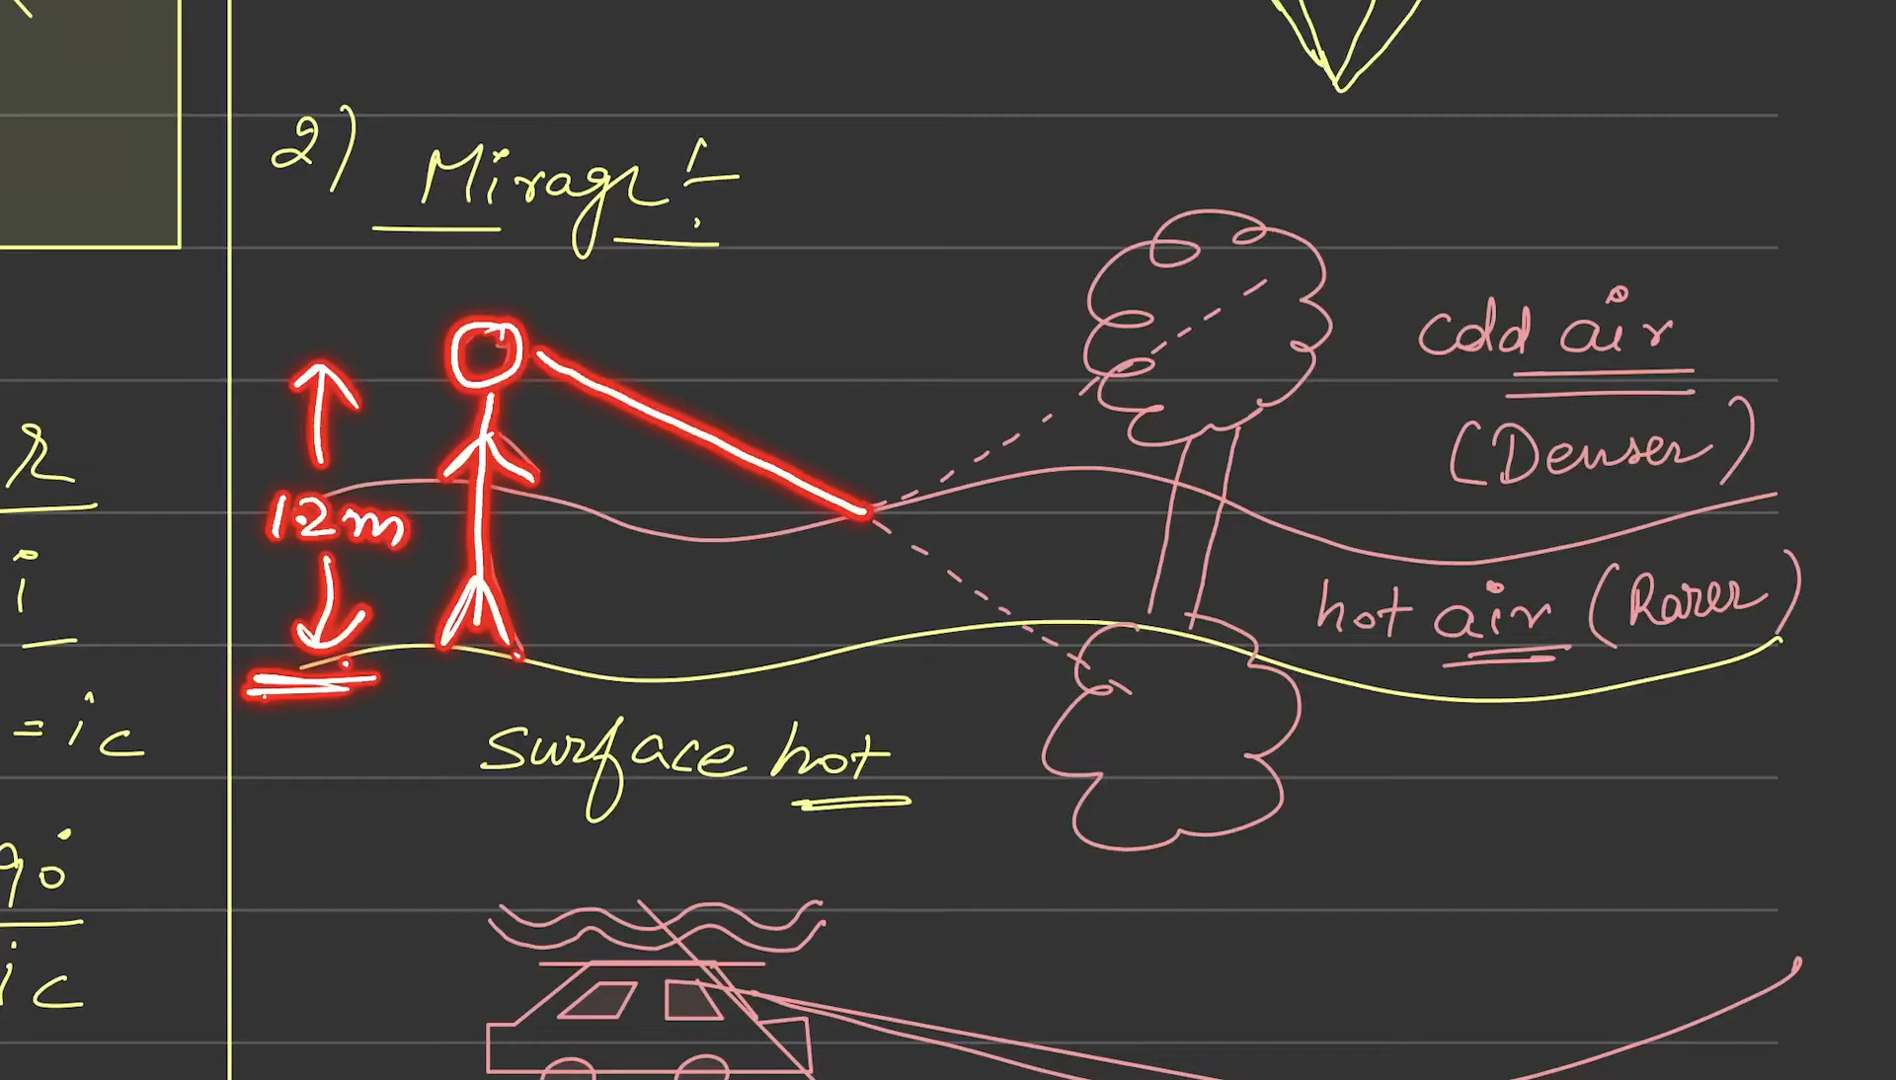 2) Mirage :-
cold air
r
(Denser)
1.2m
i
hot air (Rarer)
= ic
surface hot
90°
ic